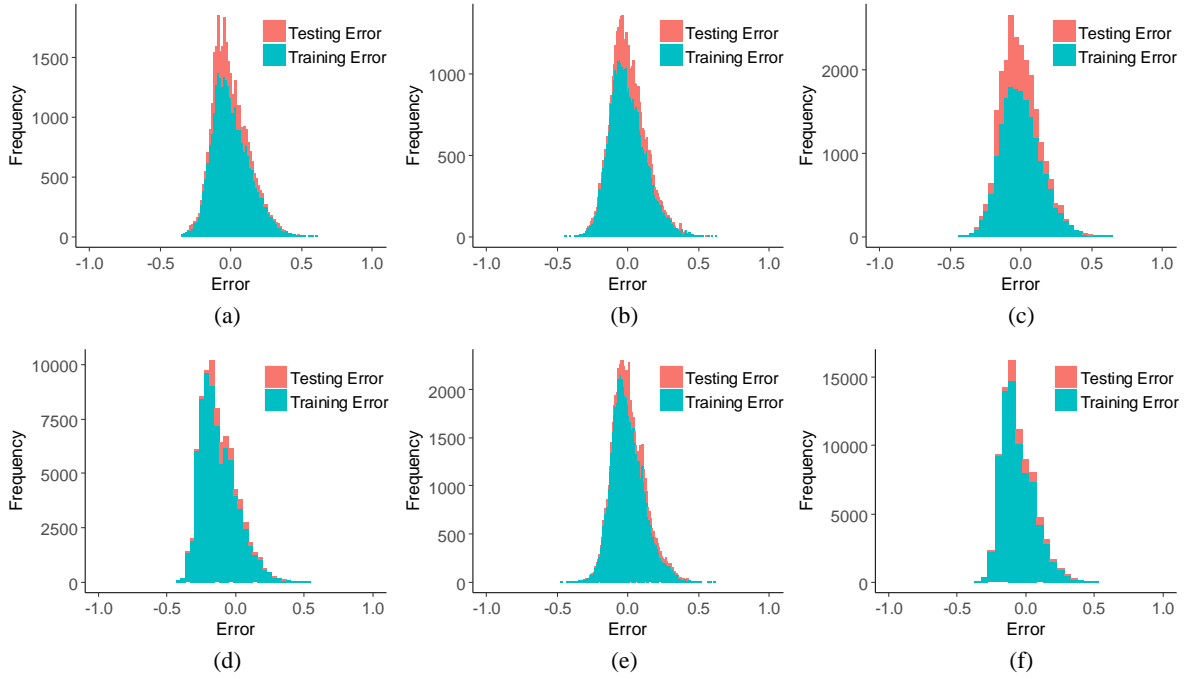 Testing Error
Training Error
Frequency
1500
1000
500
0
-1.0 -0.5 0.0 0.5 1.0
Error
(a)
Testing Error
Training Error
Frequency
1000
500
0
-1.0 -0.5 0.0 0.5 1.0
Error
(b)
Testing Error
Training Error
Frequency
2000
1000
0
-1.0 -0.5 0.0 0.5 1.0
Error
(c)
Testing Error
Training Error
Frequency
10000
7500
5000
2500
0
-1.0 -0.5 0.0 0.5 1.0
Error
(d)
Testing Error
Training Error
Frequency
2000
1500
1000
500
0
-1.0 -0.5 0.0 0.5 1.0
Error
(e)
Testing Error
Training Error
Frequency
15000
10000
5000
0
-1.0 -0.5 0.0 0.5 1.0
Error
(f)